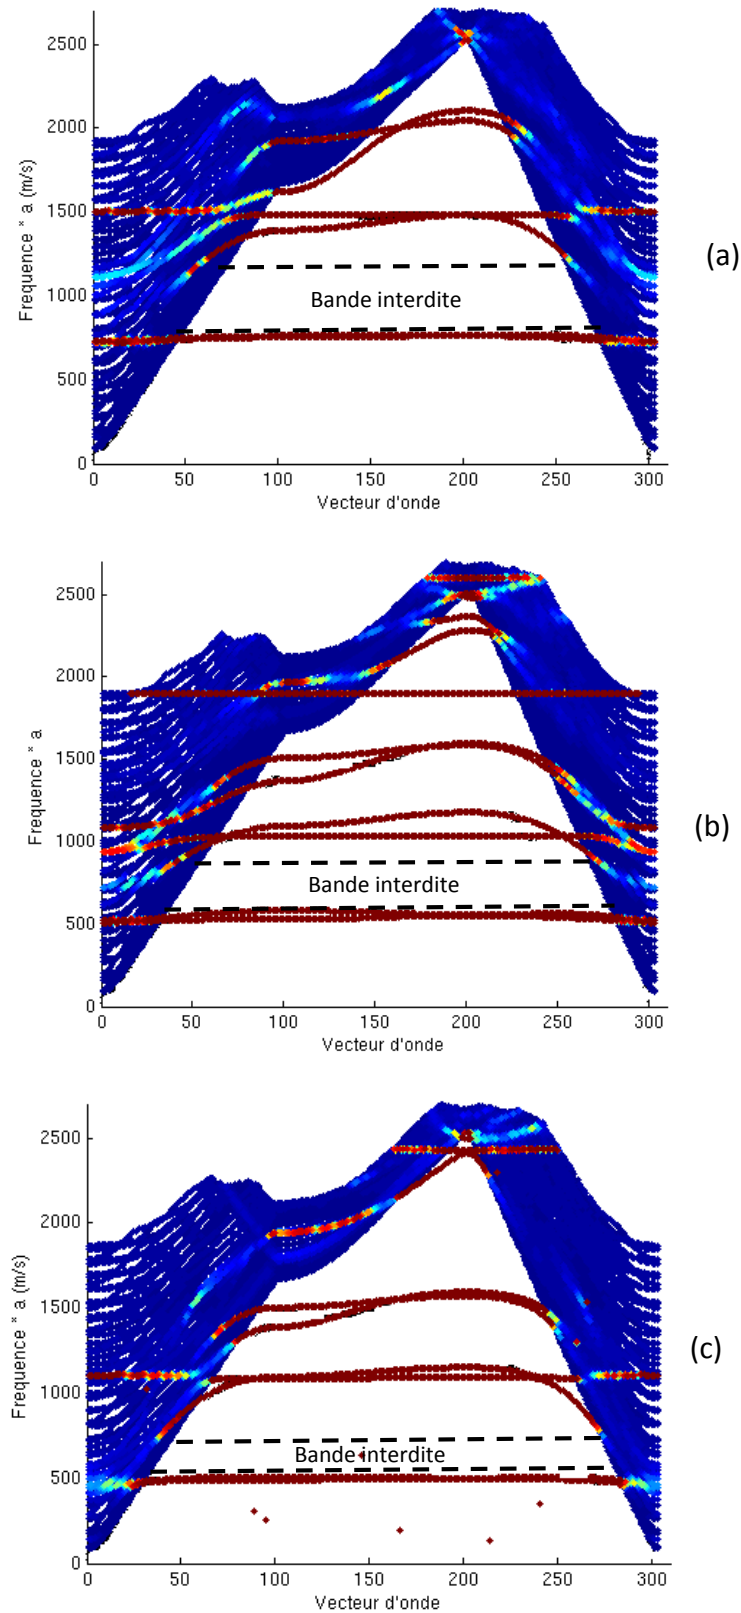 2500
2000
1500
1000
500
0
Frequence * a (m/s)
Bande interdite
0 50 100 150 200 250 300
Vecteur d'onde
(a)
2500
2000
1500
1000
500
0
Frequence * a
Bande interdite
0 50 100 150 200 250 300
Vecteur d'onde
(b)
2500
2000
1500
1000
500
0
Frequence * a (m/s)
Bande interdite
0 50 100 150 200 250 300
Vecteur d'onde
(c)